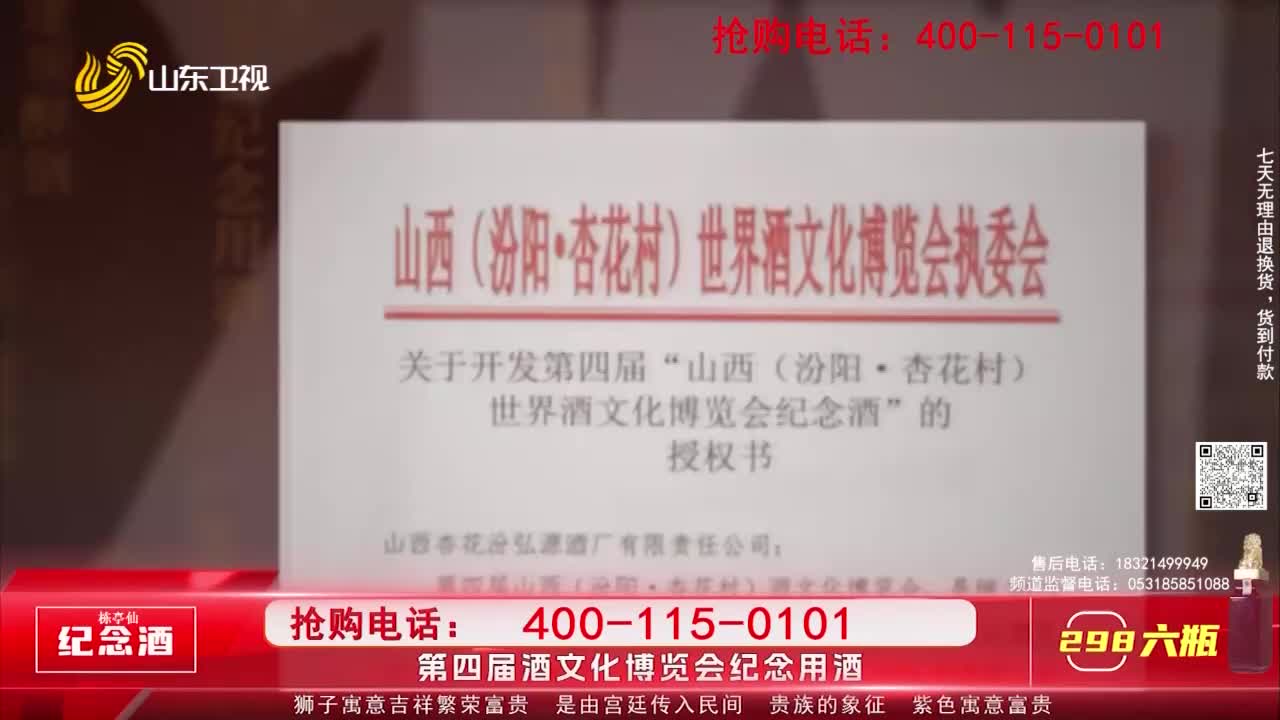 抢购电话：400-115-0101
山东卫视
纪念用
山西（汾阳·杏花村）世界酒文化博览会执委会
关于开发第四届“山西（汾阳·杏花村）
世界酒文化博览会纪念酒”的
授权书
山西杏花汾弘源酒厂有限责任公司：
七天无理由退换货，货到付款
售后电话：18321499949
频道监督电话：053185851088
栋亭仙
纪念酒
抢购电话： 400-115-0101
第四届酒文化博览会纪念用酒
298六瓶
狮子寓意吉祥繁荣富贵 是由宫廷传入民间 贵族的象征 紫色寓意富贵